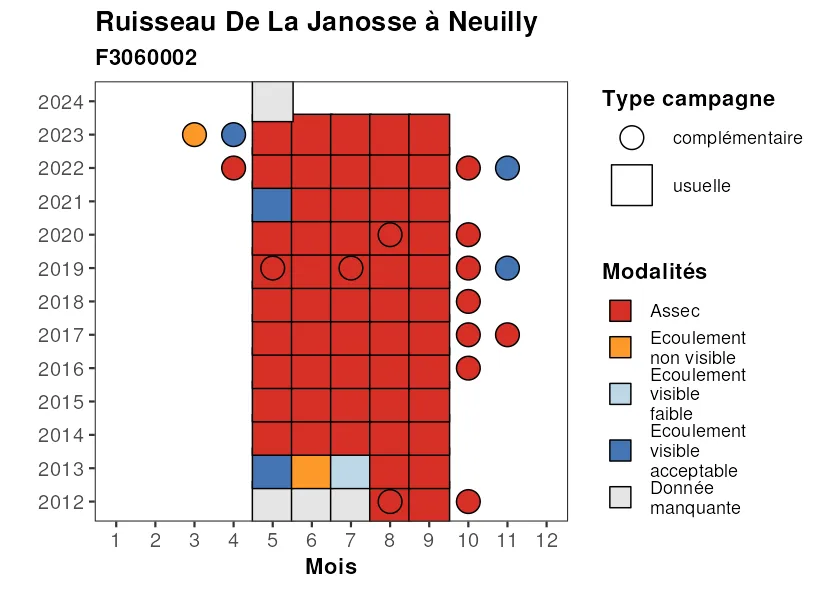 Ruisseau De La Janosse à Neuilly
F3060002
2024
2023
2022
2021
2020
2019
2018
2017
2016
2015
2014
2013
2012
1 2 3 4 5 6 7 8 9 10 11 12
Mois
Type campagne
complémentaire
usuelle
Modalités
Assec
Ecoulement
non visible
Ecoulement
visible
faible
Ecoulement
visible
acceptable
Donnée
manquante